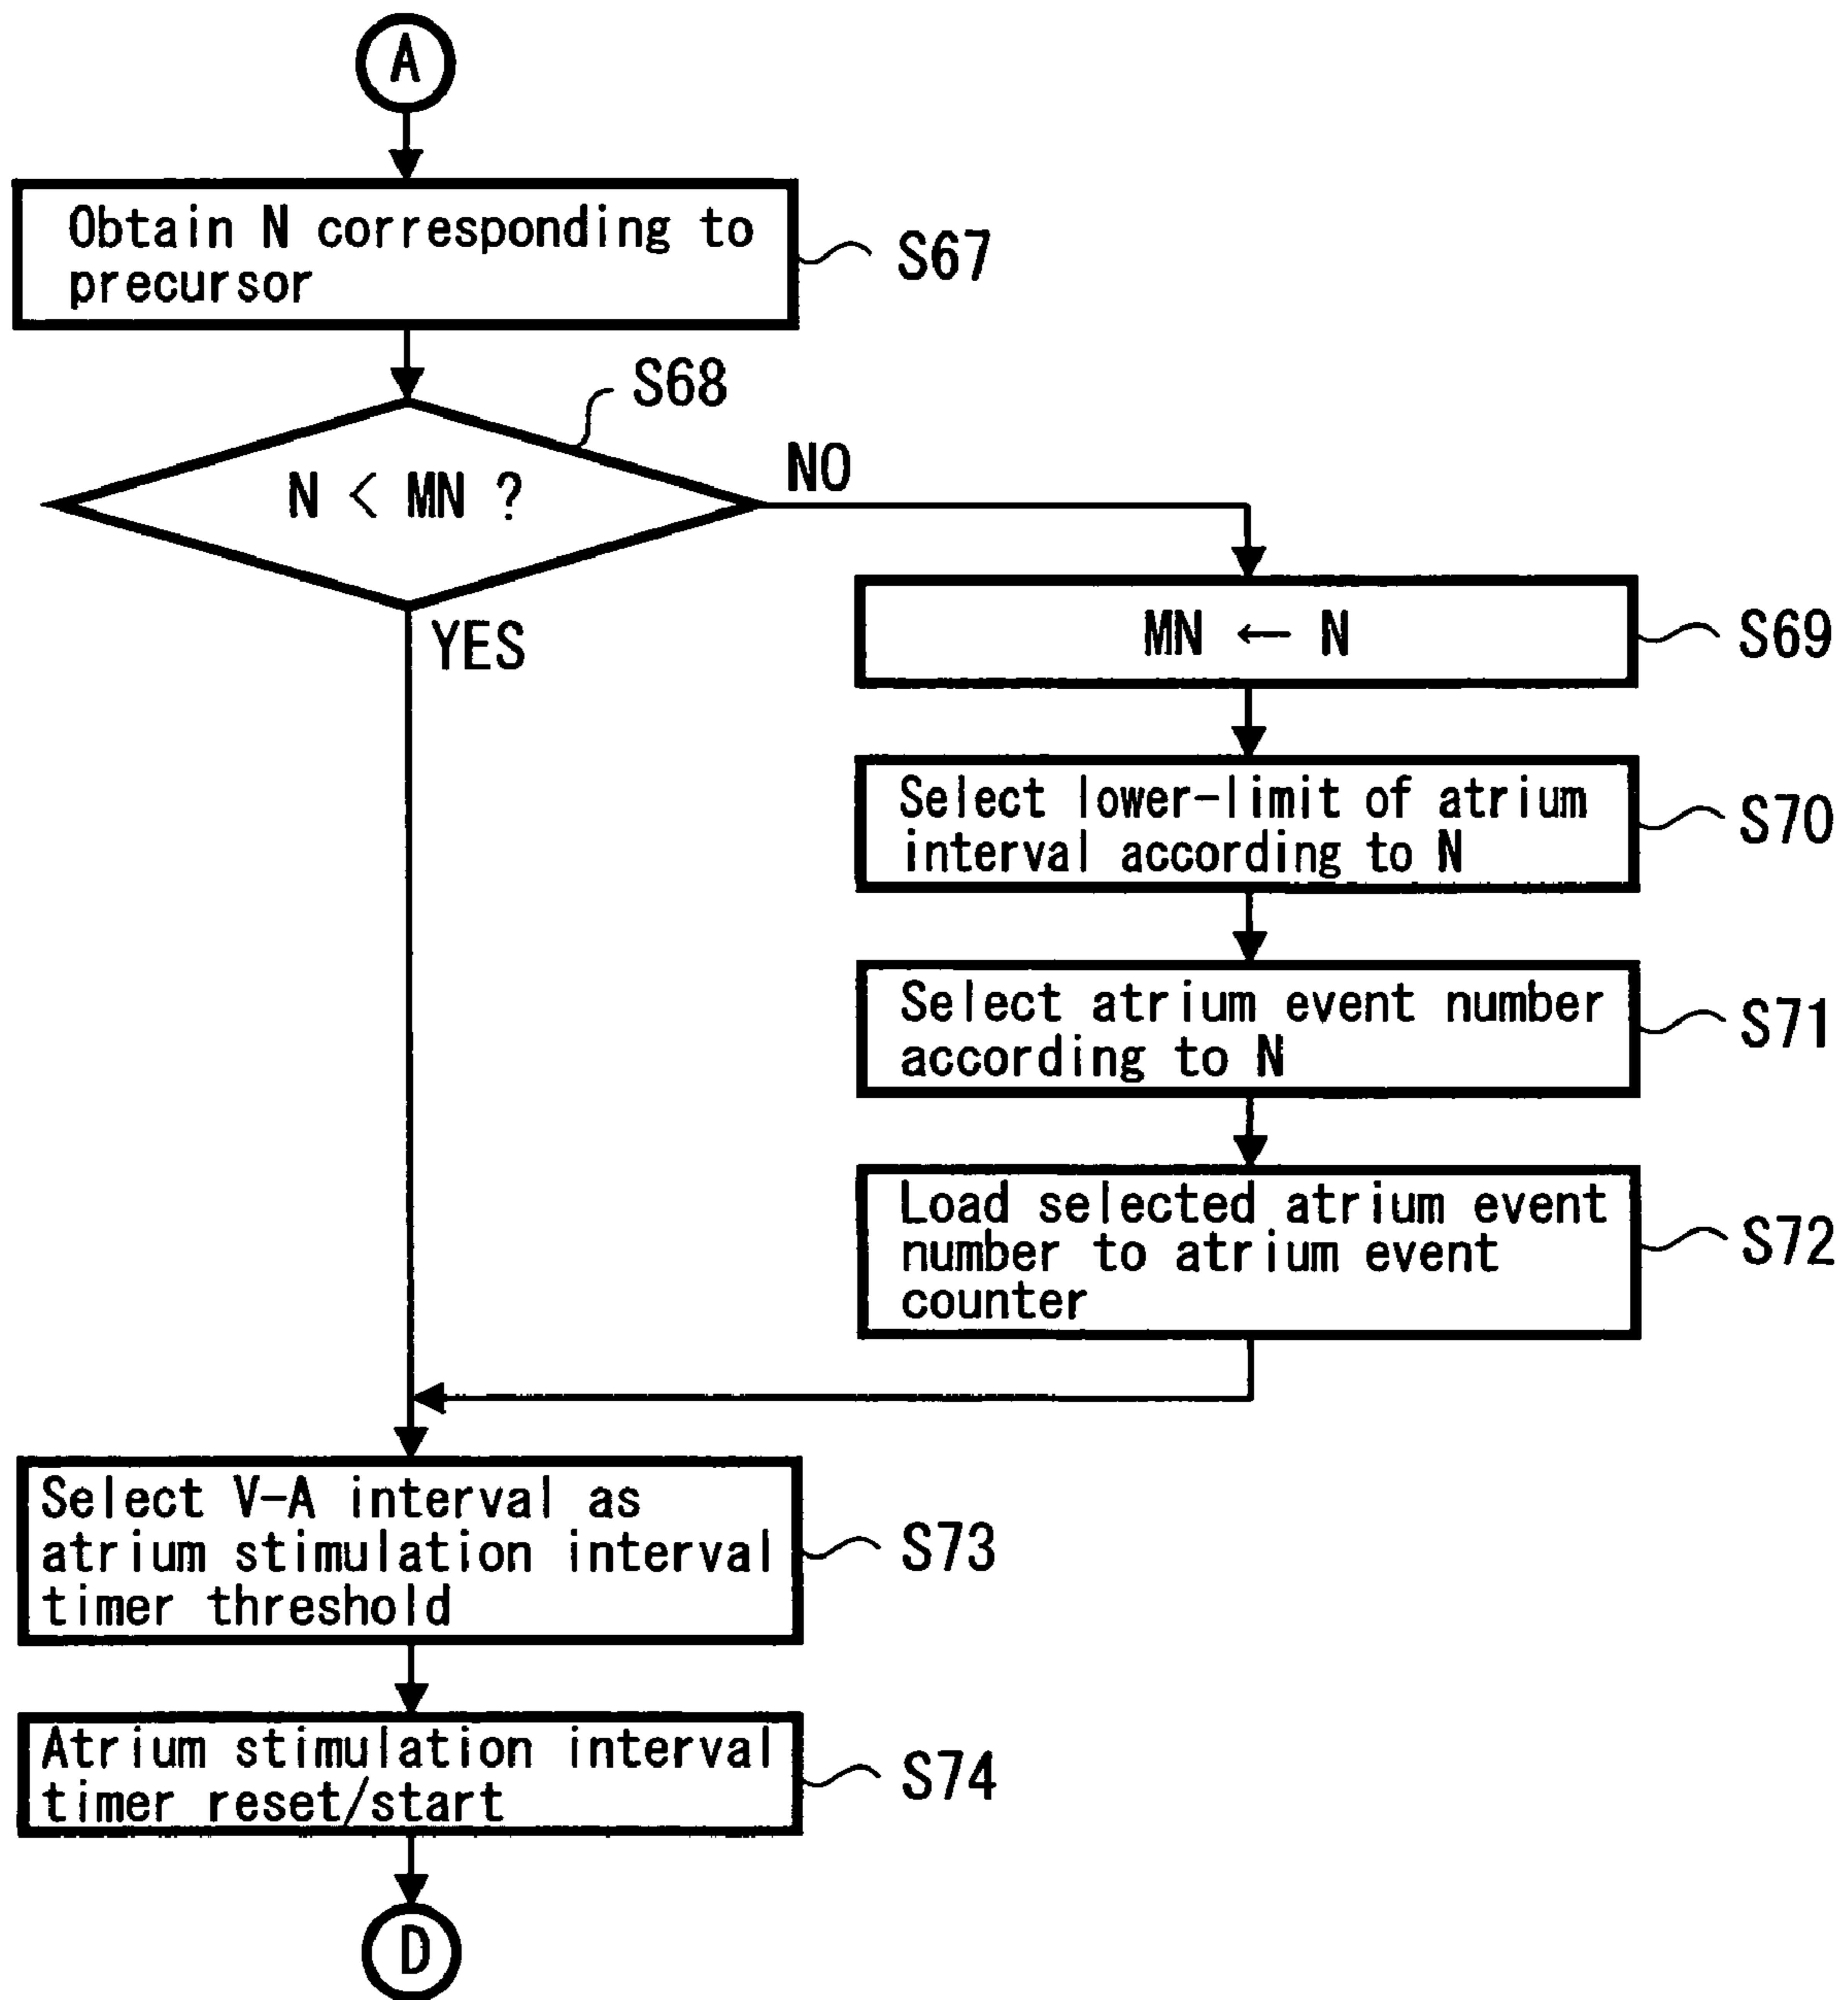 A
Obtain N corresponding to
precursor
S67
S68
N < MN ?
NO
YES
MN ← N
S69
Select lower-limit of atrium
interval according to N
S70
Select atrium event number
according to N
S71
Load selected atrium event
number to atrium event
counter
S72
Select V-A interval as
atrium stimulation interval
timer threshold
S73
Atrium stimulation interval
timer reset/start
S74
D